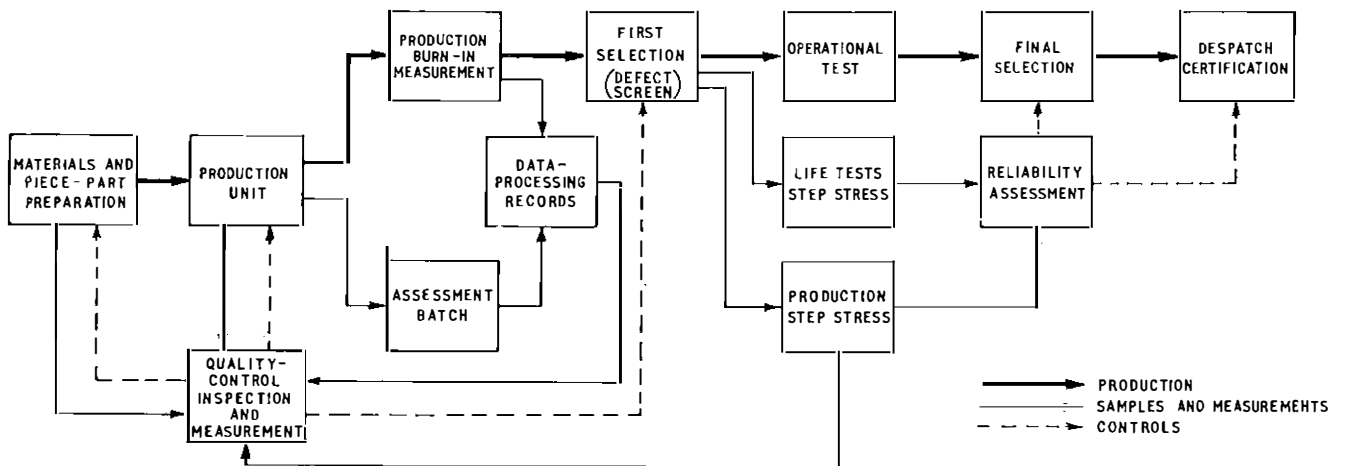 PRODUCTION
BURN-IN
MEASUREMENT
FIRST
SELECTION
(DEFECT)
(SCREEN)
OPERATIONAL
TEST
FINAL
SELECTION
DESPATCH
CERTIFICATION
MATERIALS AND
PIECE-PART
PREPARATION
PRODUCTION
UNIT
DATA-
PROCESSING
RECORDS
LIFE TESTS
STEP STRESS
RELIABILITY
ASSESSMENT
ASSESSMENT
BATCH
PRODUCTION
STEP STRESS
QUALITY-
CONTROL
INSPECTION
AND
MEASUREMENT
PRODUCTION
SAMPLES AND MEASUREMENTS
CONTROLS